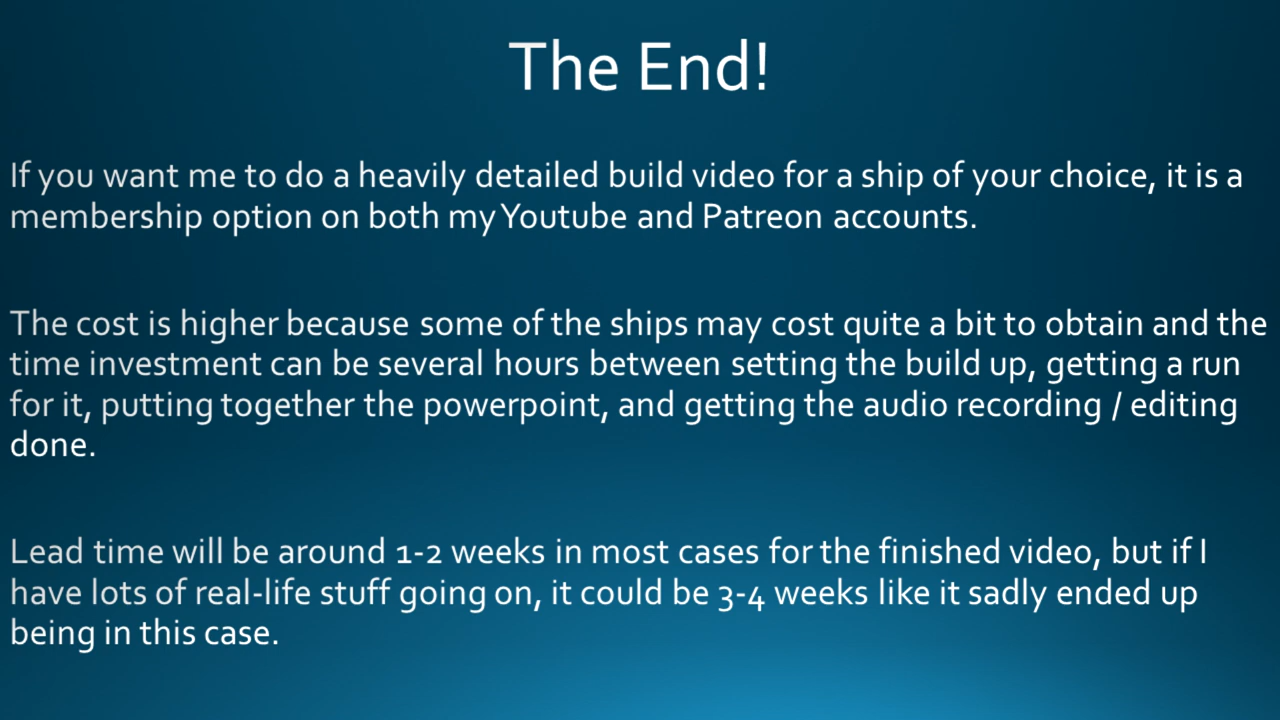 The End!
If you want me to do a heavily detailed build video for a ship of your choice, it is a
membership option on both my Youtube and Patreon accounts.
The cost is higher because some of the ships may cost quite a bit to obtain and the
time investment can be several hours between setting the build up, getting a run
for it, putting together the powerpoint, and getting the audio recording / editing
done.
Lead time will be around 1-2 weeks in most cases for the finished video, but if I
have lots of real-life stuff going on, it could be 3-4 weeks like it sadly ended up
being in this case.